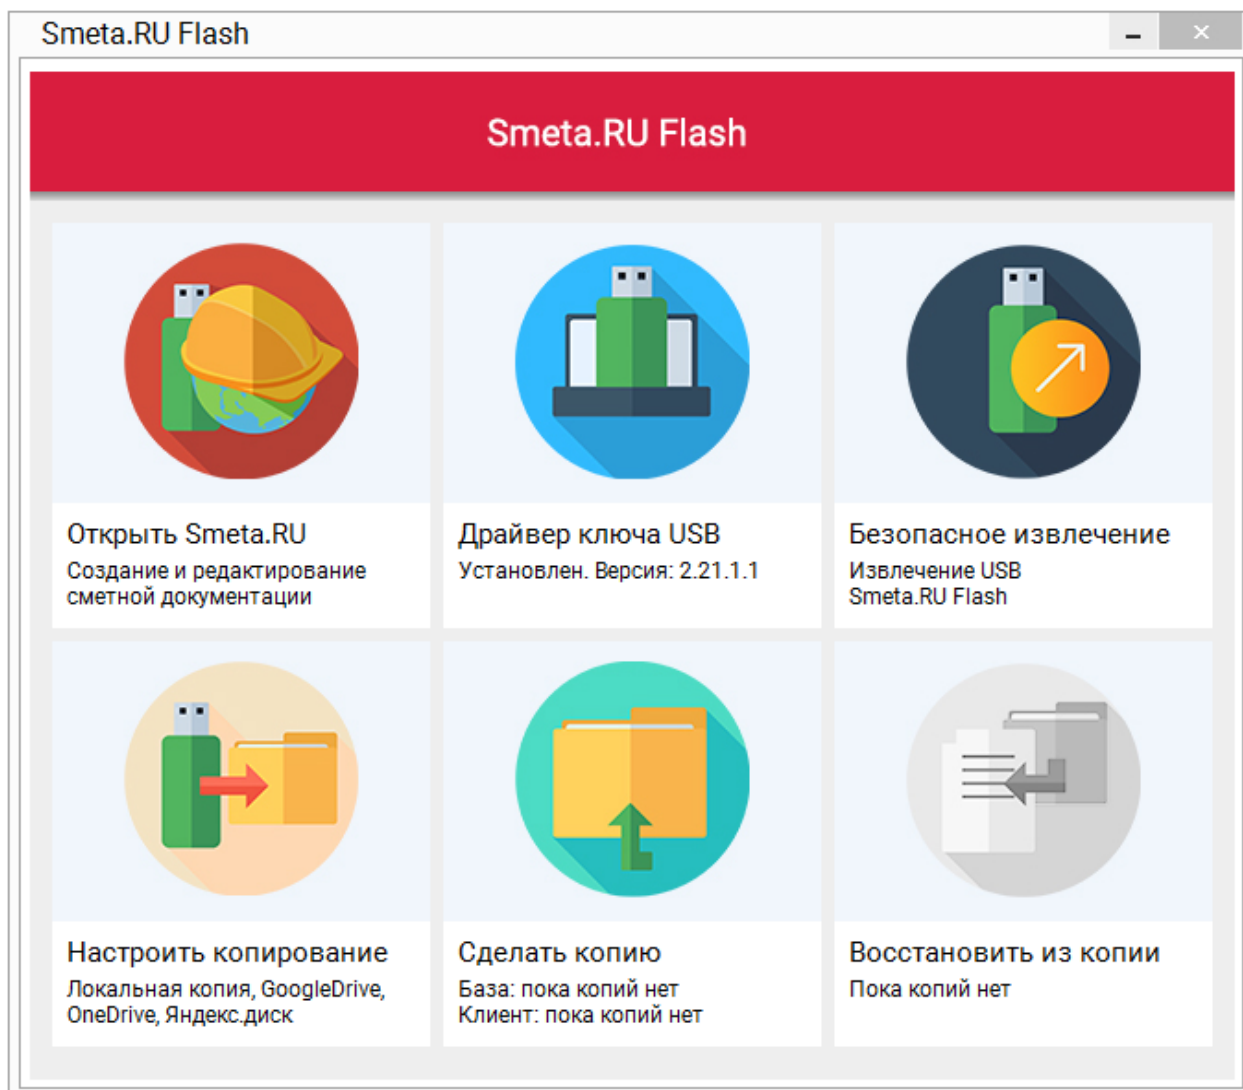 Smeta.RU Flash
Smeta.RU Flash
Открыть Smeta.RU
Создание и редактирование
сметной документации
Драйвер ключа USB
Установлен. Версия: 2.21.1.1
Безопасное извлечение
Извлечение USB
Smeta.RU Flash
Настроить копирование
Локальная копия, GoogleDrive,
OneDrive, Яндекс.диск
Сделать копию
База: пока копий нет
Клиент: пока копий нет
Восстановить из копии
Пока копий нет